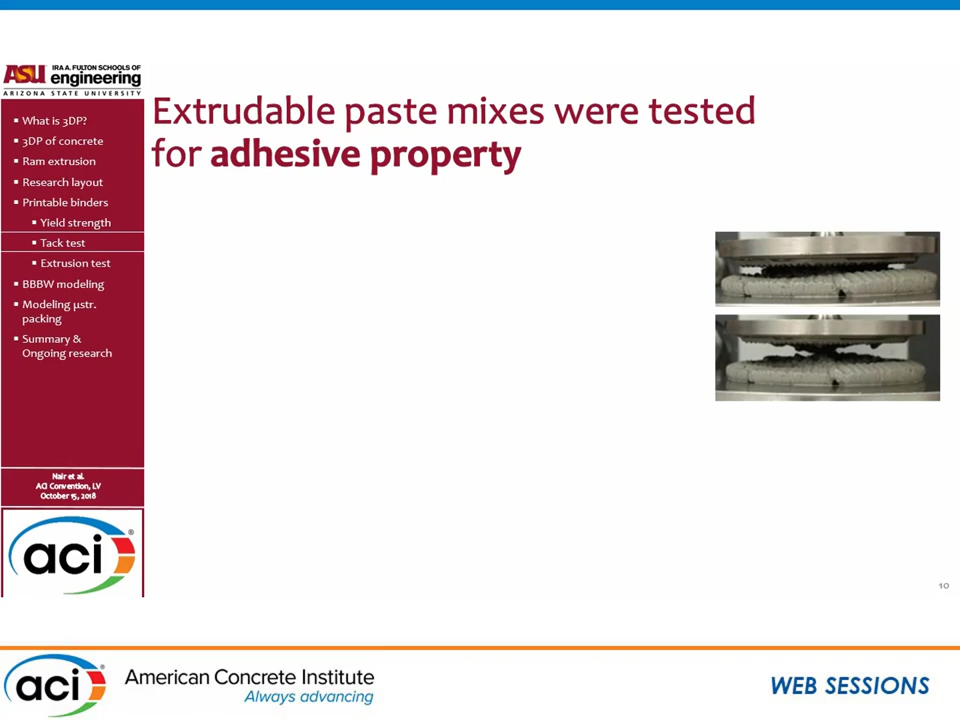 ASU IRA A. FULTON SCHOOLS OF
engineering
ARIZONA STATE UNIVERSITY
Extrudable paste mixes were tested
for adhesive property
▪ What is 3DP?
▪ 3DP of concrete
▪ Ram extrusion
▪ Research layout
▪ Printable binders
▪ Yield strength
▪ Tack test
▪ Extrusion test
▪ BBBW modeling
▪ Modeling µstr.
packing
▪ Summary &
Ongoing research
Nair et al.
ACI Convention, LV
October 15, 2018
aci®
10
aci®
American Concrete Institute
Always advancing
WEB SESSIONS